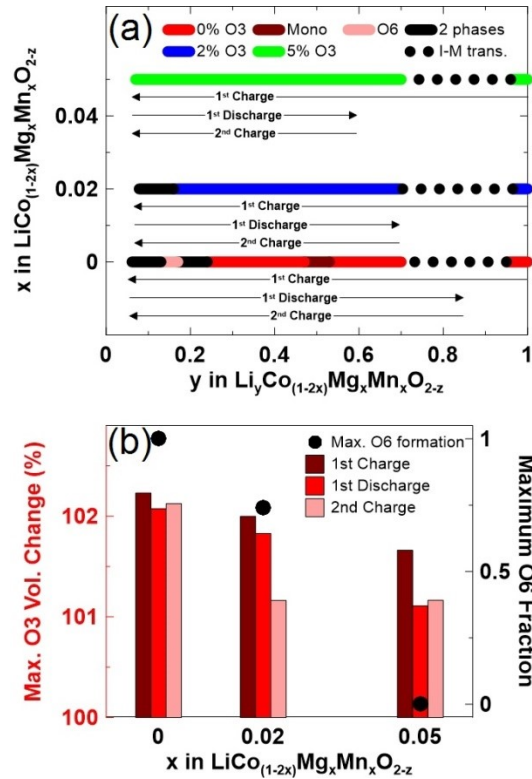 (a)
0% O3 Mono O6 2 phases
2% O3 5% O3 I-M trans.
x in LiCo(1-2x)MgxMnxO2-z
0.04
0.02
0
1st Charge
1st Discharge
2nd Charge
1st Charge
1st Discharge
2nd Charge
1st Charge
1st Discharge
2nd Charge
0 0.2 0.4 0.6 0.8 1
y in LiyCo(1-2x)MgxMnxO2-z
(b)
Max. O6 formation
1st Charge
1st Discharge
2nd Charge
Max. O3 Vol. Change (%)
102
101
100
1
0.5
0
Maximum O6 Fraction
0 0.02 0.05
x in LiCo(1-2x)MgxMnxO2-z